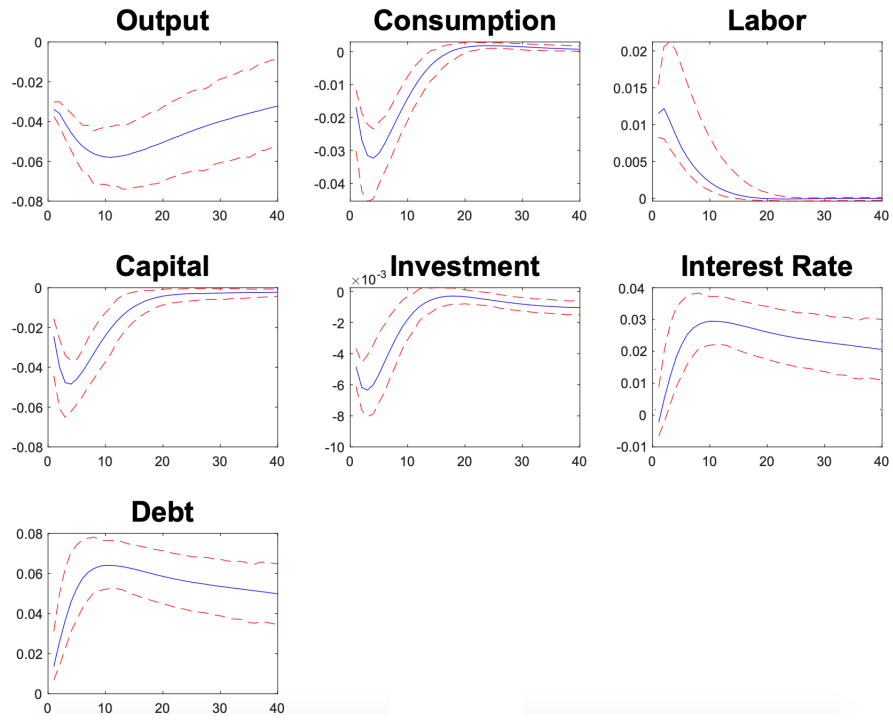 Output Consumption Labor
0 0 0.02
-0.02 -0.01 0.015
-0.04 -0.02 0.01
-0.06 -0.03 0.005
-0.08 -0.04 0
0 10 20 30 40 0 10 20 30 40 0 10 20 30 40
Capital Investment Interest Rate
×10-3
0 0 0.04
-0.02 -2 0.03
-0.04 -4 0.02
-0.06 -6 0.01
-0.08 -8 0
-10 -0.01
0 10 20 30 40 0 10 20 30 40 0 10 20 30 40
Debt
0.08
0.06
0.04
0.02
0
0 10 20 30 40